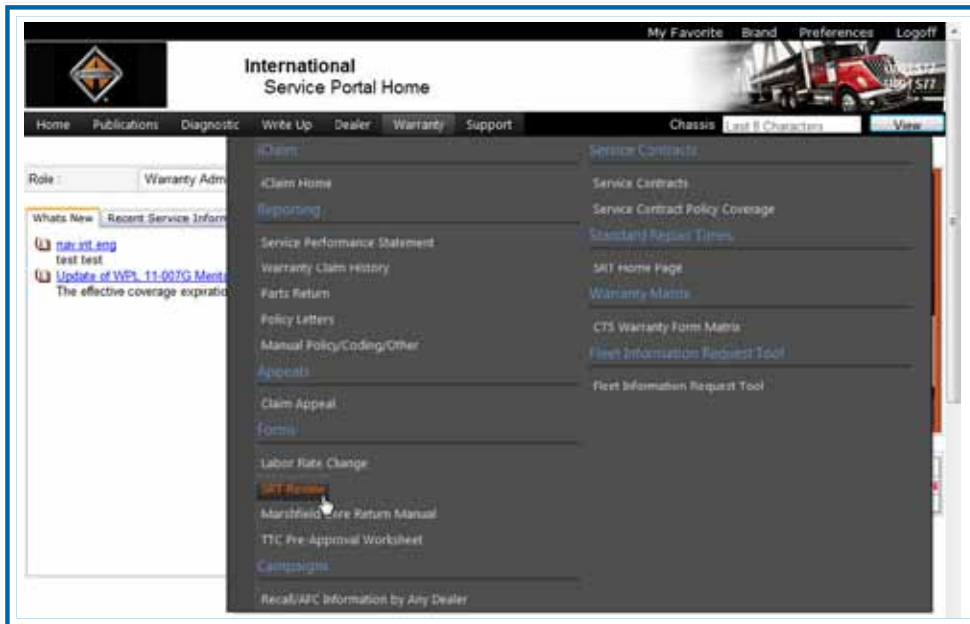 My Favorite Brand Preferences Logoff
International
Service Portal Home
Home Publications Diagnostic Write Up Dealer Warranty Support Chassis Last 8 Characters View
iClaim
iClaim Home
Reporting
Service Performance Statement
Warranty Claim History
Parts Return
Policy Letters
Manual Policy/Coding/Other
Appeals
Claim Appeal
Forms
Labor Rate Change
SRT Review
Marshfield Core Return Manual
TTC Pre-Approval Worksheet
Campaigns
Recall/AFC Information by Any Dealer
Service Contracts
Service Contracts
Service Contract Policy Coverage
Standard Repair Times
SRT Home Page
Warranty Matrix
CTS Warranty Form Matrix
Fleet Information Request Tool
Fleet Information Request Tool
Role : Warranty Adm
Whats New Recent Service Inform
nav int eng
test test
Update of WPL 11-007G Merit
The effective coverage expiratio